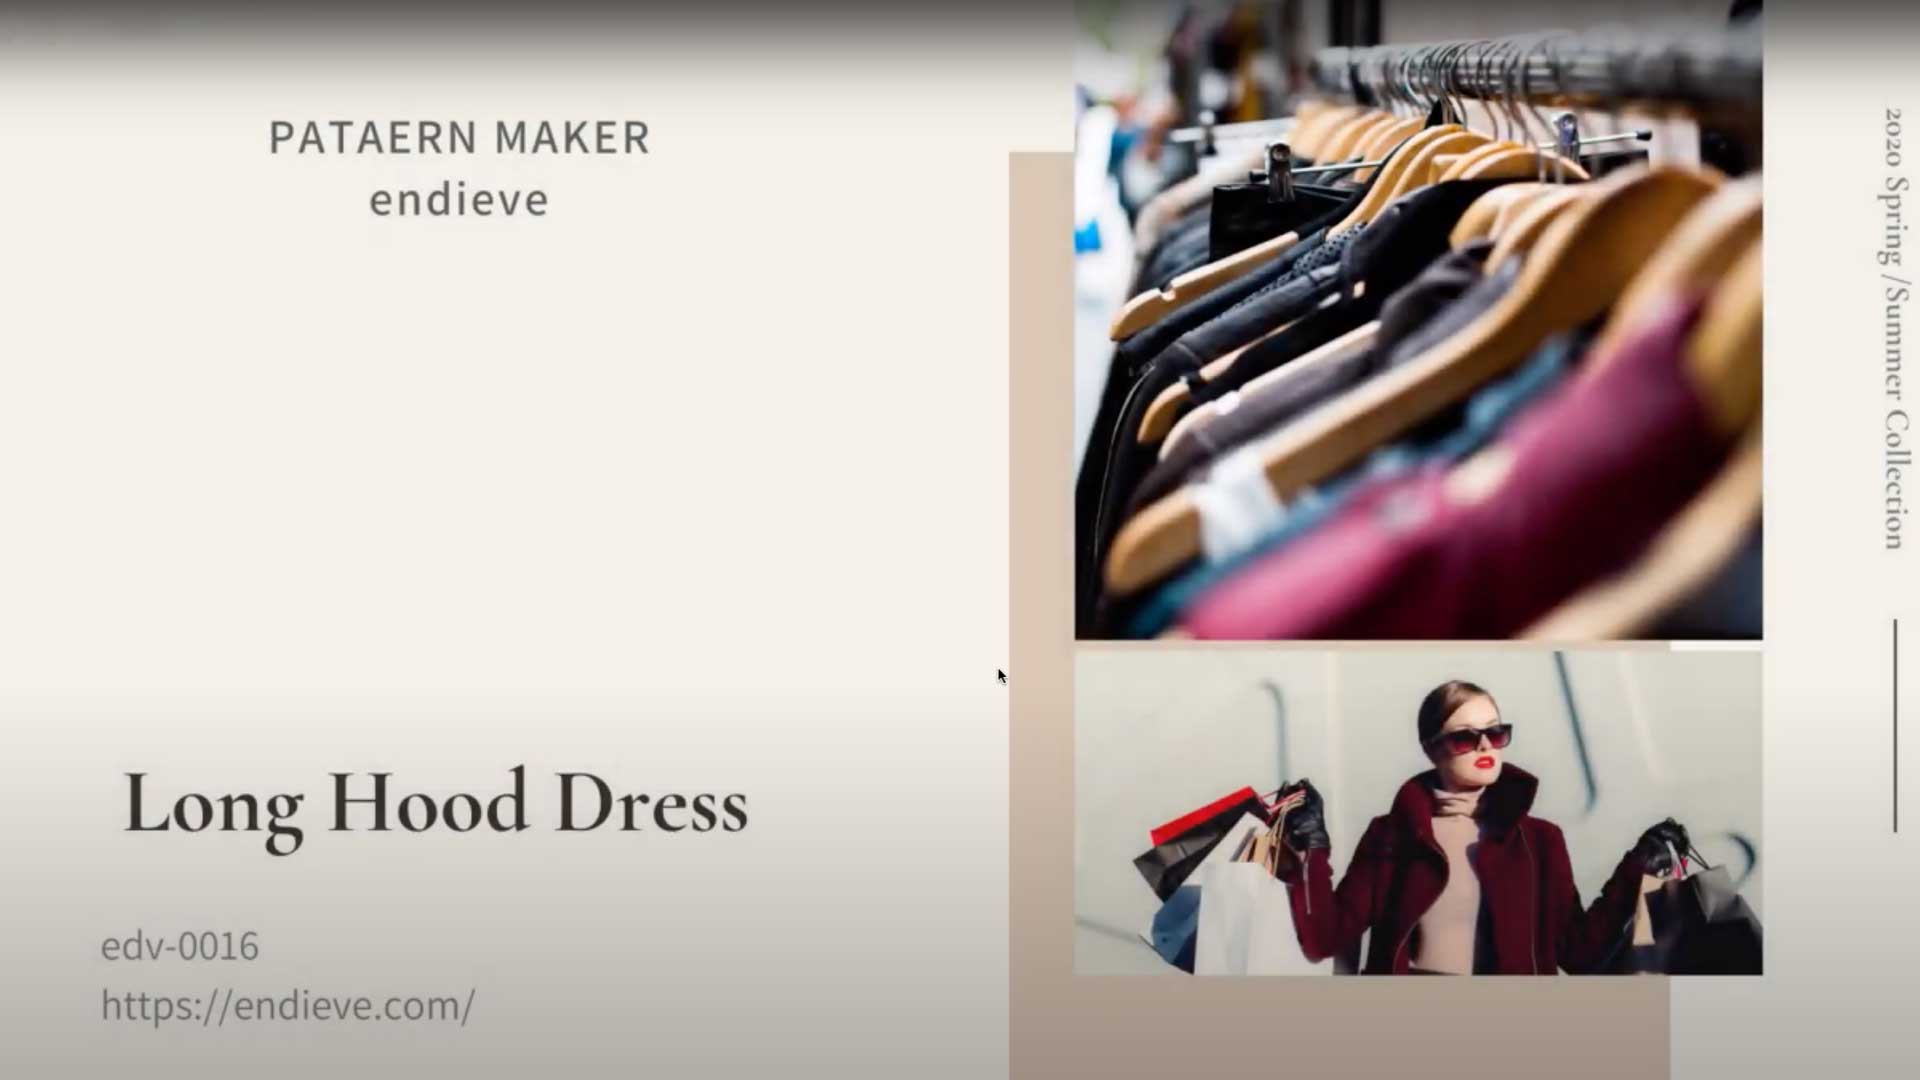 PATAERN MAKER
endieve
2020 Spring /Summer Collection
Long Hood Dress
edv-0016
https://endieve.com/